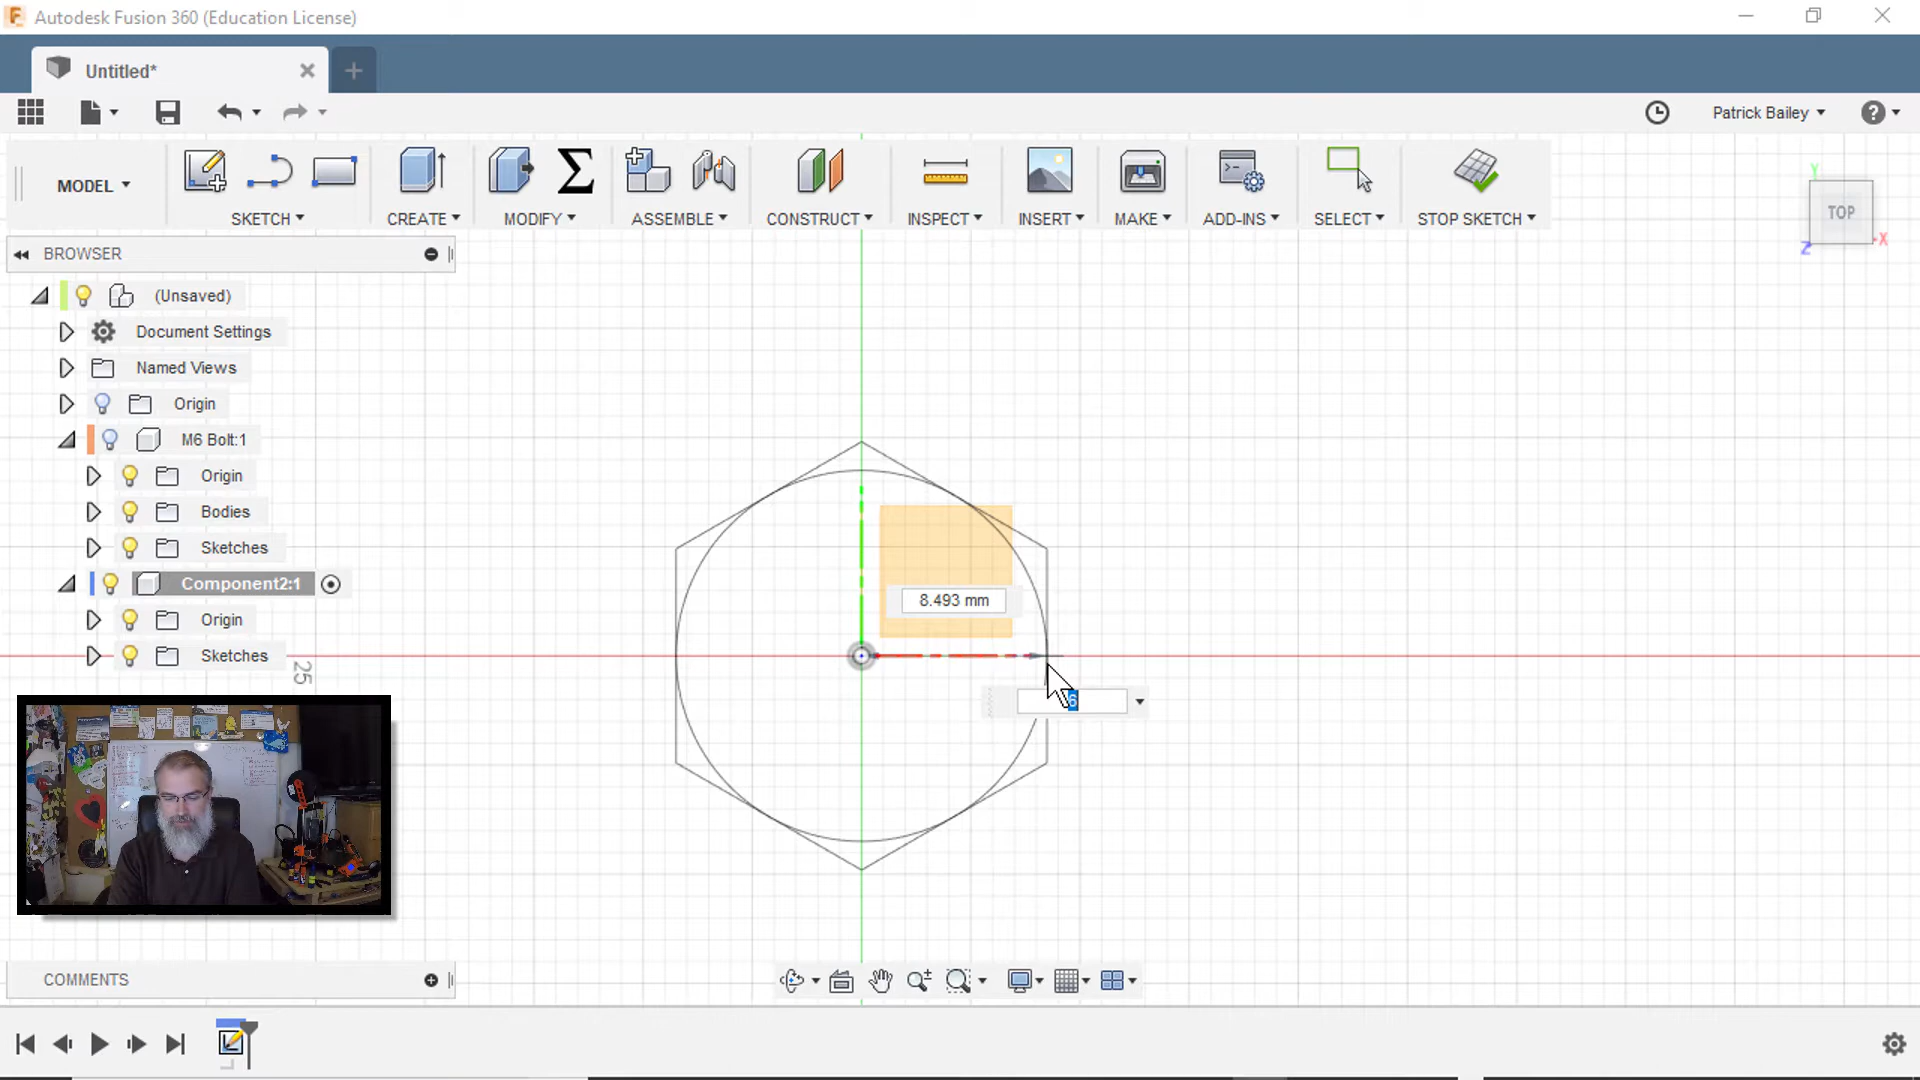 Autodesk Fusion 360 (Education License)
Untitled*
Patrick Bailey
MODEL
SKETCH
CREATE
MODIFY
ASSEMBLE
CONSTRUCT
INSPECT
INSERT
MAKE
ADD-INS
SELECT
STOP SKETCH
TOP
Y
X
Z
BROWSER
(Unsaved)
Document Settings
Named Views
Origin
M6 Bolt:1
Origin
Bodies
Sketches
Component2:1
Origin
Sketches
25
8.493 mm
6
COMMENTS